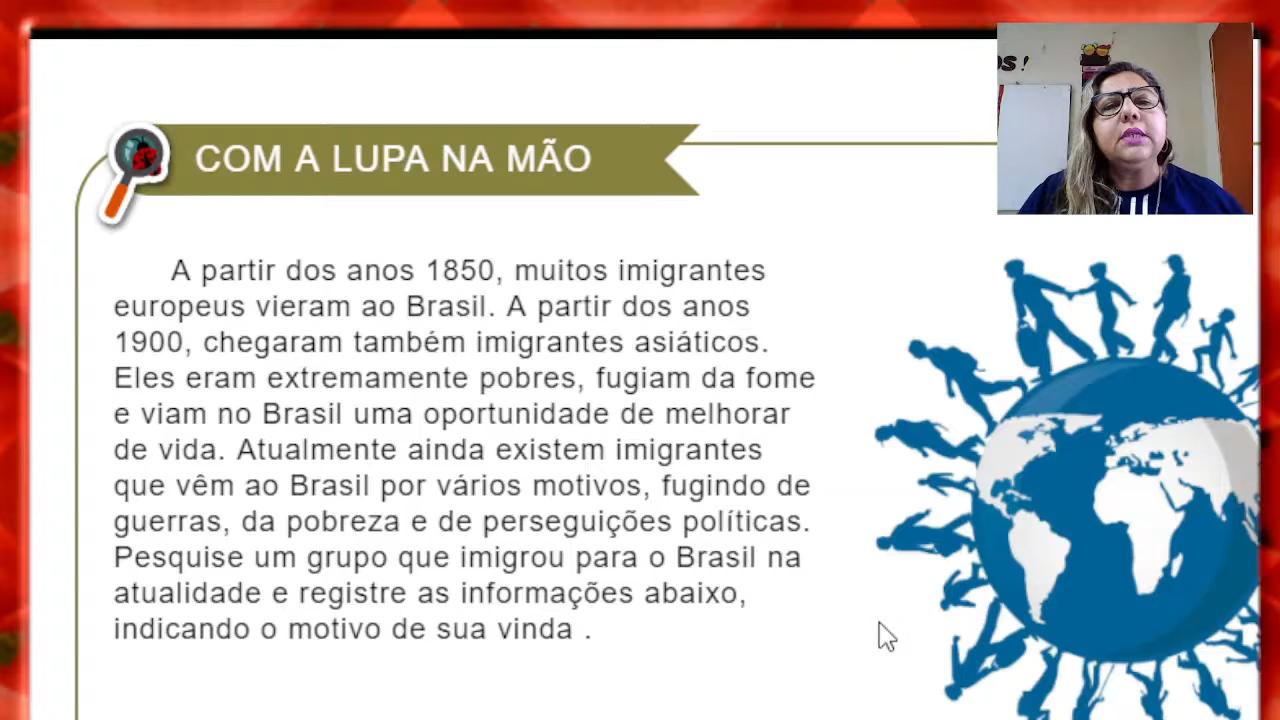 COM A LUPA NA MÃO
A partir dos anos 1850, muitos imigrantes
europeus vieram ao Brasil. A partir dos anos
1900, chegaram também imigrantes asiáticos.
Eles eram extremamente pobres, fugiam da fome
e viam no Brasil uma oportunidade de melhorar
de vida. Atualmente ainda existem imigrantes
que vêm ao Brasil por vários motivos, fugindo de
guerras, da pobreza e de perseguições políticas.
Pesquise um grupo que imigrou para o Brasil na
atualidade e registre as informações abaixo,
indicando o motivo de sua vinda .